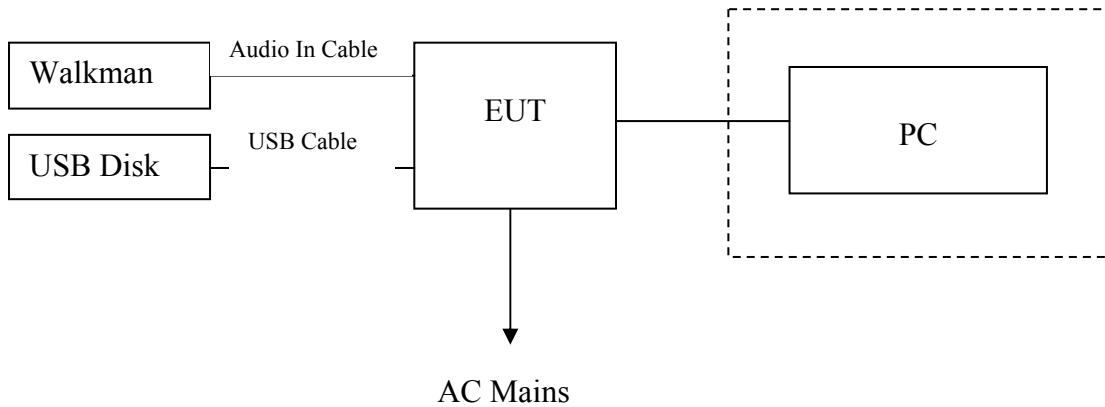 Audio In Cable
Walkman
EUT
USB Cable
USB Disk
PC
AC Mains